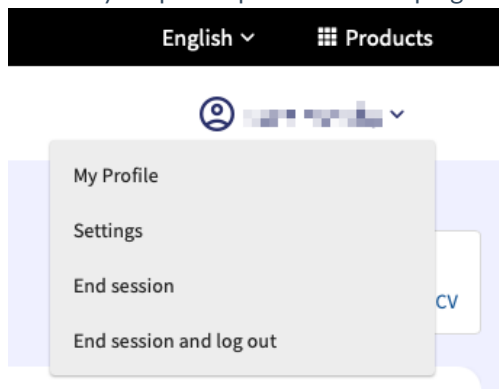 English
Products
My Profile
Settings
End session
CV
End session and log out